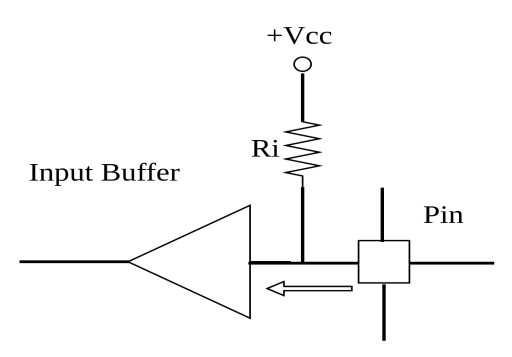 +Vcc
Ri
Input Buffer
Pin